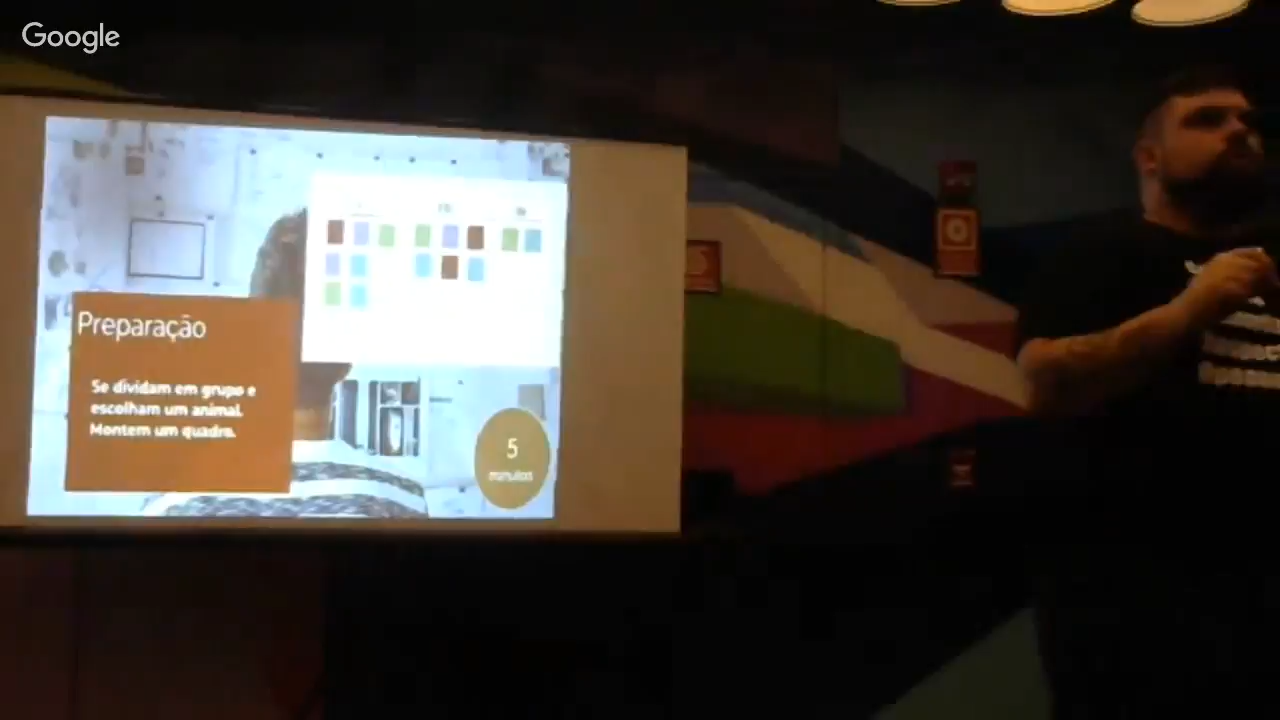 Google
Preparação
Se dividam em grupo e
escolham um animal.
Montem um quadro.
5
minutos